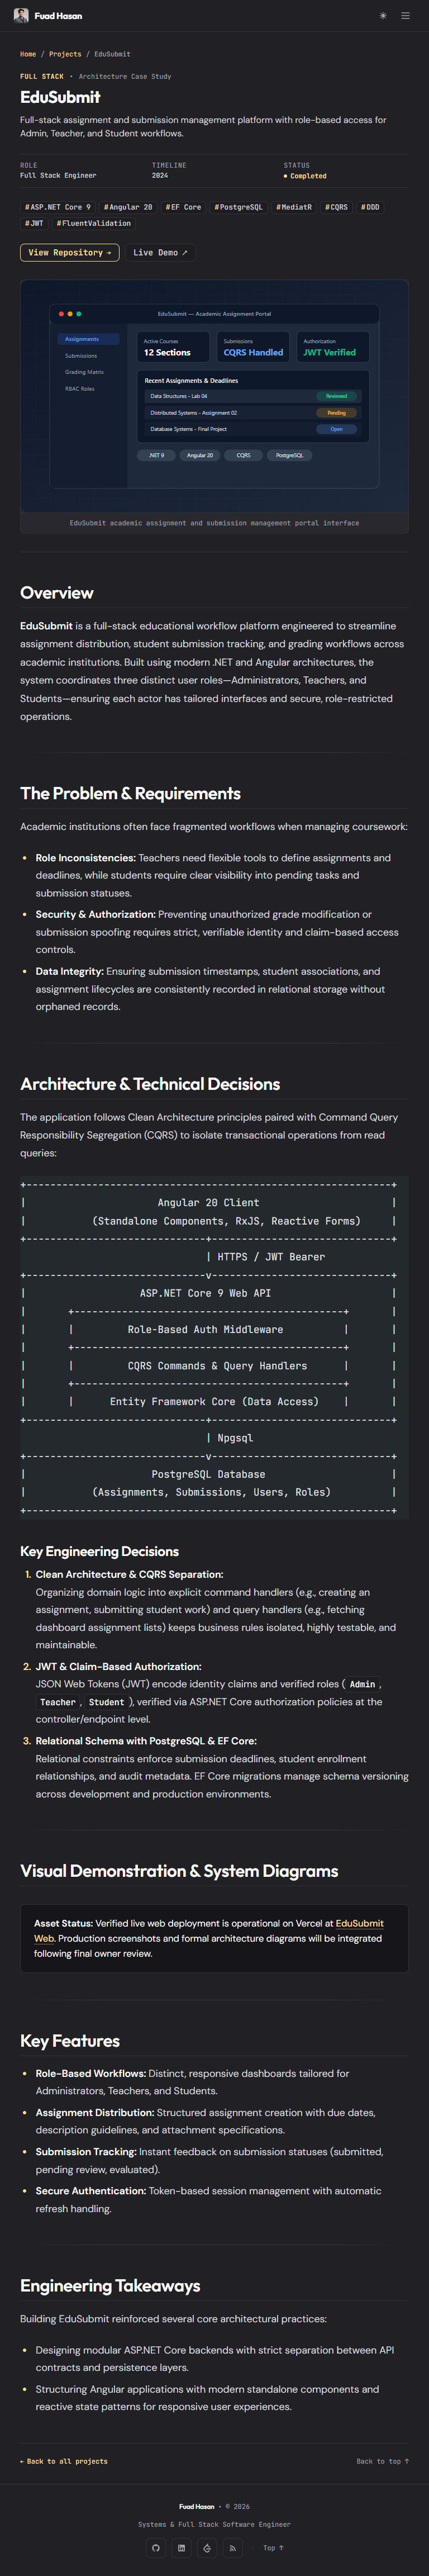 Fuad Hasan
Home / Projects / EduSubmit
FULL STACK • Architecture Case Study
EduSubmit
Full-stack assignment and submission management platform with role-based access for
Admin, Teacher, and Student workflows.
ROLE
Full Stack Engineer
TIMELINE
2024
STATUS
Completed
#ASP.NET Core 9 #Angular 20 #EF Core #PostgreSQL #MediatR #CQRS #DDD
#JWT #FluentValidation
View Repository → Live Demo ↗
EduSubmit — Academic Assignment Portal
Assignments
Submissions
Grading Matrix
RBAC Roles
Active Courses
12 Sections
Submissions
CQRS Handled
Authorization
JWT Verified
Recent Assignments & Deadlines
Data Structures - Lab 04 Reviewed
Distributed Systems - Assignment 02 Pending
Database Systems - Final Project Open
.NET 9 Angular 20 CQRS PostgreSQL
EduSubmit academic assignment and submission management portal interface
Overview
EduSubmit is a full-stack educational workflow platform engineered to streamline
assignment distribution, student submission tracking, and grading workflows across
academic institutions. Built using modern .NET and Angular architectures, the
system coordinates three distinct user roles—Administrators, Teachers, and
Students—ensuring each actor has tailored interfaces and secure, role-restricted
operations.
The Problem & Requirements
Academic institutions often face fragmented workflows when managing coursework:
• Role Inconsistencies: Teachers need flexible tools to define assignments and
deadlines, while students require clear visibility into pending tasks and
submission statuses.
• Security & Authorization: Preventing unauthorized grade modification or
submission spoofing requires strict, verifiable identity and claim-based access
controls.
• Data Integrity: Ensuring submission timestamps, student associations, and
assignment lifecycles are consistently recorded in relational storage without
orphaned records.
Architecture & Technical Decisions
The application follows Clean Architecture principles paired with Command Query
Responsibility Segregation (CQRS) to isolate transactional operations from read
queries:
Angular 20 Client
(Standalone Components, RxJS, Reactive Forms)
| HTTPS / JWT Bearer
v
ASP.NET Core 9 Web API
Role-Based Auth Middleware
CQRS Commands & Query Handlers
Entity Framework Core (Data Access)
| Npgsql
v
PostgreSQL Database
(Assignments, Submissions, Users, Roles)
Key Engineering Decisions
1. Clean Architecture & CQRS Separation:
Organizing domain logic into explicit command handlers (e.g., creating an
assignment, submitting student work) and query handlers (e.g., fetching
dashboard assignment lists) keeps business rules isolated, highly testable, and
maintainable.
2. JWT & Claim-Based Authorization:
JSON Web Tokens (JWT) encode identity claims and verified roles ( Admin ,
Teacher , Student ), verified via ASP.NET Core authorization policies at the
controller/endpoint level.
3. Relational Schema with PostgreSQL & EF Core:
Relational constraints enforce submission deadlines, student enrollment
relationships, and audit metadata. EF Core migrations manage schema versioning
across development and production environments.
Visual Demonstration & System Diagrams
Asset Status: Verified live web deployment is operational on Vercel at EduSubmit
Web. Production screenshots and formal architecture diagrams will be integrated
following final owner review.
Key Features
• Role-Based Workflows: Distinct, responsive dashboards tailored for
Administrators, Teachers, and Students.
• Assignment Distribution: Structured assignment creation with due dates,
description guidelines, and attachment specifications.
• Submission Tracking: Instant feedback on submission statuses (submitted,
pending review, evaluated).
• Secure Authentication: Token-based session management with automatic
refresh handling.
Engineering Takeaways
Building EduSubmit reinforced several core architectural practices:
• Designing modular ASP.NET Core backends with strict separation between API
contracts and persistence layers.
• Structuring Angular applications with modern standalone components and
reactive state patterns for responsive user experiences.
← Back to all projects Back to top ↑
Fuad Hasan • © 2026
Systems & Full Stack Software Engineer
Top ↑